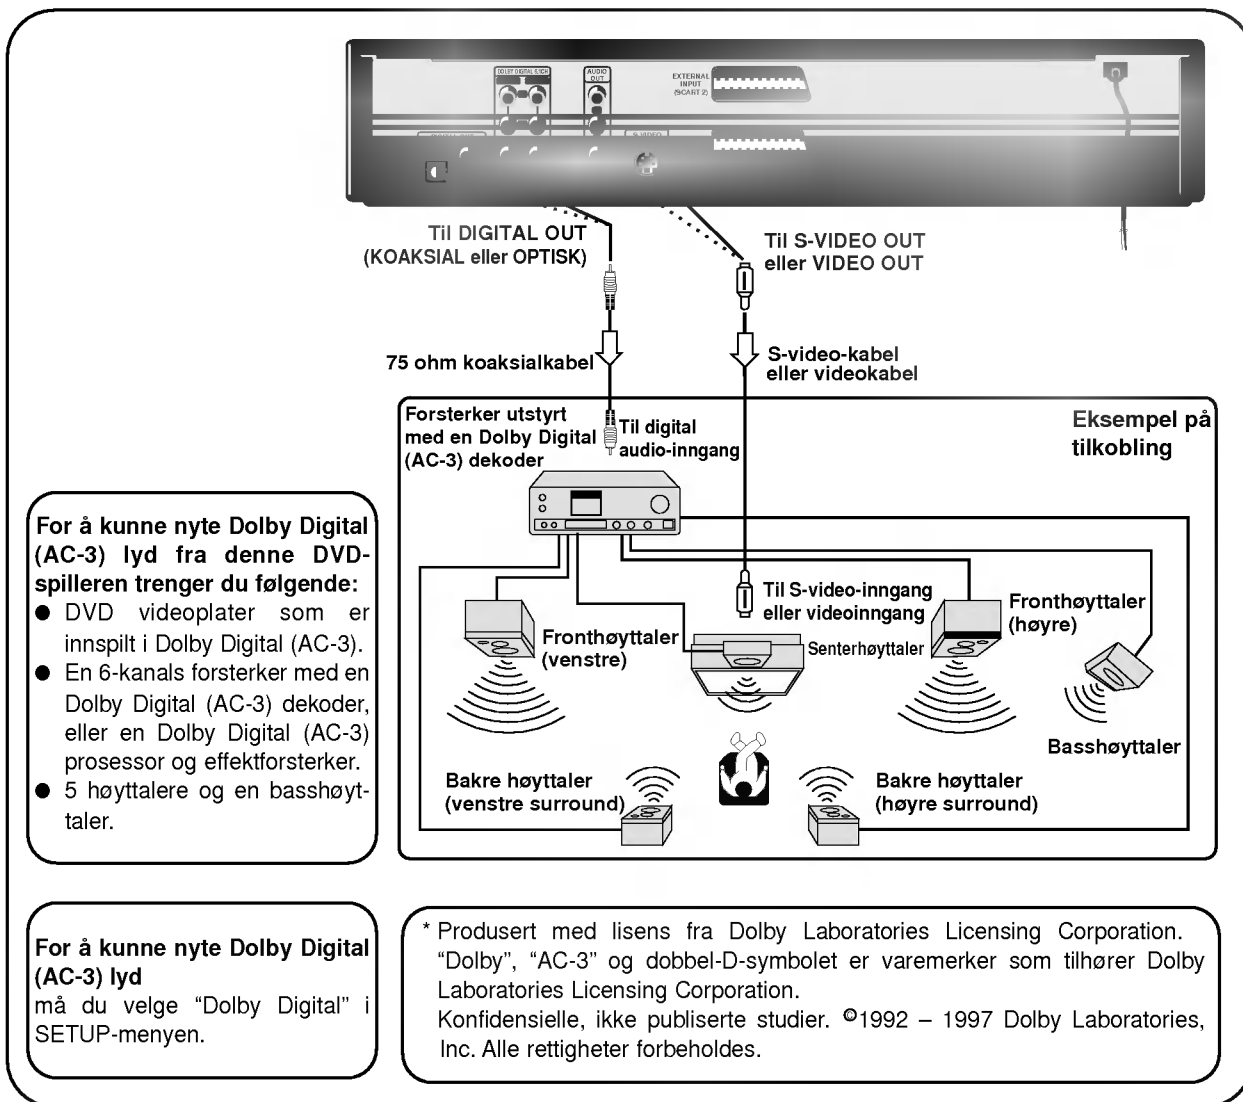 DOLBY DIGITAL 5.1CH
AUDIO
OUT
EXTERNAL
INPUT
(SCART 2)
S-VIDEO
Til DIGITAL OUT
(KOAKSIAL eller OPTISK)
Til S-VIDEO OUT
eller VIDEO OUT
75 ohm koaksialkabel
S-video-kabel
eller videokabel
Forsterker utstyrt
med en Dolby Digital
(AC-3) dekoder
Til digital
audio-inngang
Eksempel på
tilkobling
Til S-video-inngang
eller videoinngang
Fronthøyttaler
(venstre)
Senterhøyttaler
Fronthøyttaler
(høyre)
Basshøyttaler
Bakre høyttaler
(venstre surround)
Bakre høyttaler
(høyre surround)
For å kunne nyte Dolby Digital
(AC-3) lyd fra denne DVD-
spilleren trenger du følgende:
● DVD videoplater som er
innspilt i Dolby Digital (AC-3).
● En 6-kanals forsterker med en
Dolby Digital (AC-3) dekoder,
eller en Dolby Digital (AC-3)
prosessor og effektforsterker.
● 5 høyttalere og en basshøyt-
taler.
For å kunne nyte Dolby Digital
(AC-3) lyd
må du velge “Dolby Digital” i
SETUP-menyen.
* Produsert med lisens fra Dolby Laboratories Licensing Corporation.
“Dolby”, “AC-3” og dobbel-D-symbolet er varemerker som tilhører Dolby
Laboratories Licensing Corporation.
Konfidensielle, ikke publiserte studier. ©1992 – 1997 Dolby Laboratories,
Inc. Alle rettigheter forbeholdes.